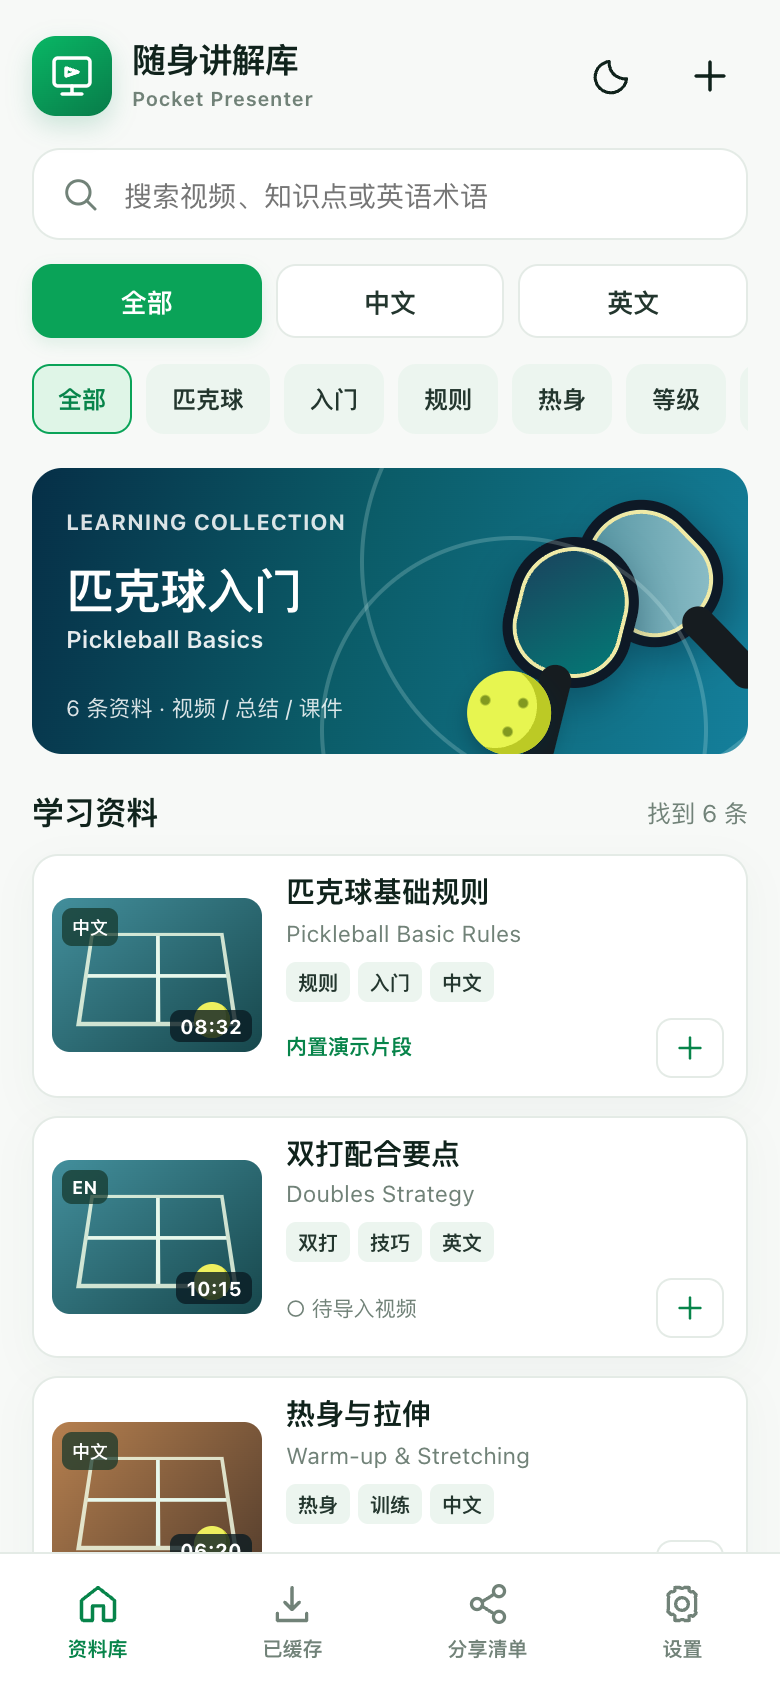 随身讲解库
Pocket Presenter
搜索视频、知识点或英语术语
全部
中文
英文
全部
匹克球
入门
规则
热身
等级
LEARNING COLLECTION
匹克球入门
Pickleball Basics
6 条资料 · 视频 / 总结 / 课件
学习资料
找到 6 条
中文
08:32
匹克球基础规则
Pickleball Basic Rules
规则
入门
中文
内置演示片段
EN
10:15
双打配合要点
Doubles Strategy
双打
技巧
英文
待导入视频
中文
06:20
热身与拉伸
Warm-up & Stretching
热身
训练
中文
资料库
已缓存
分享清单
设置